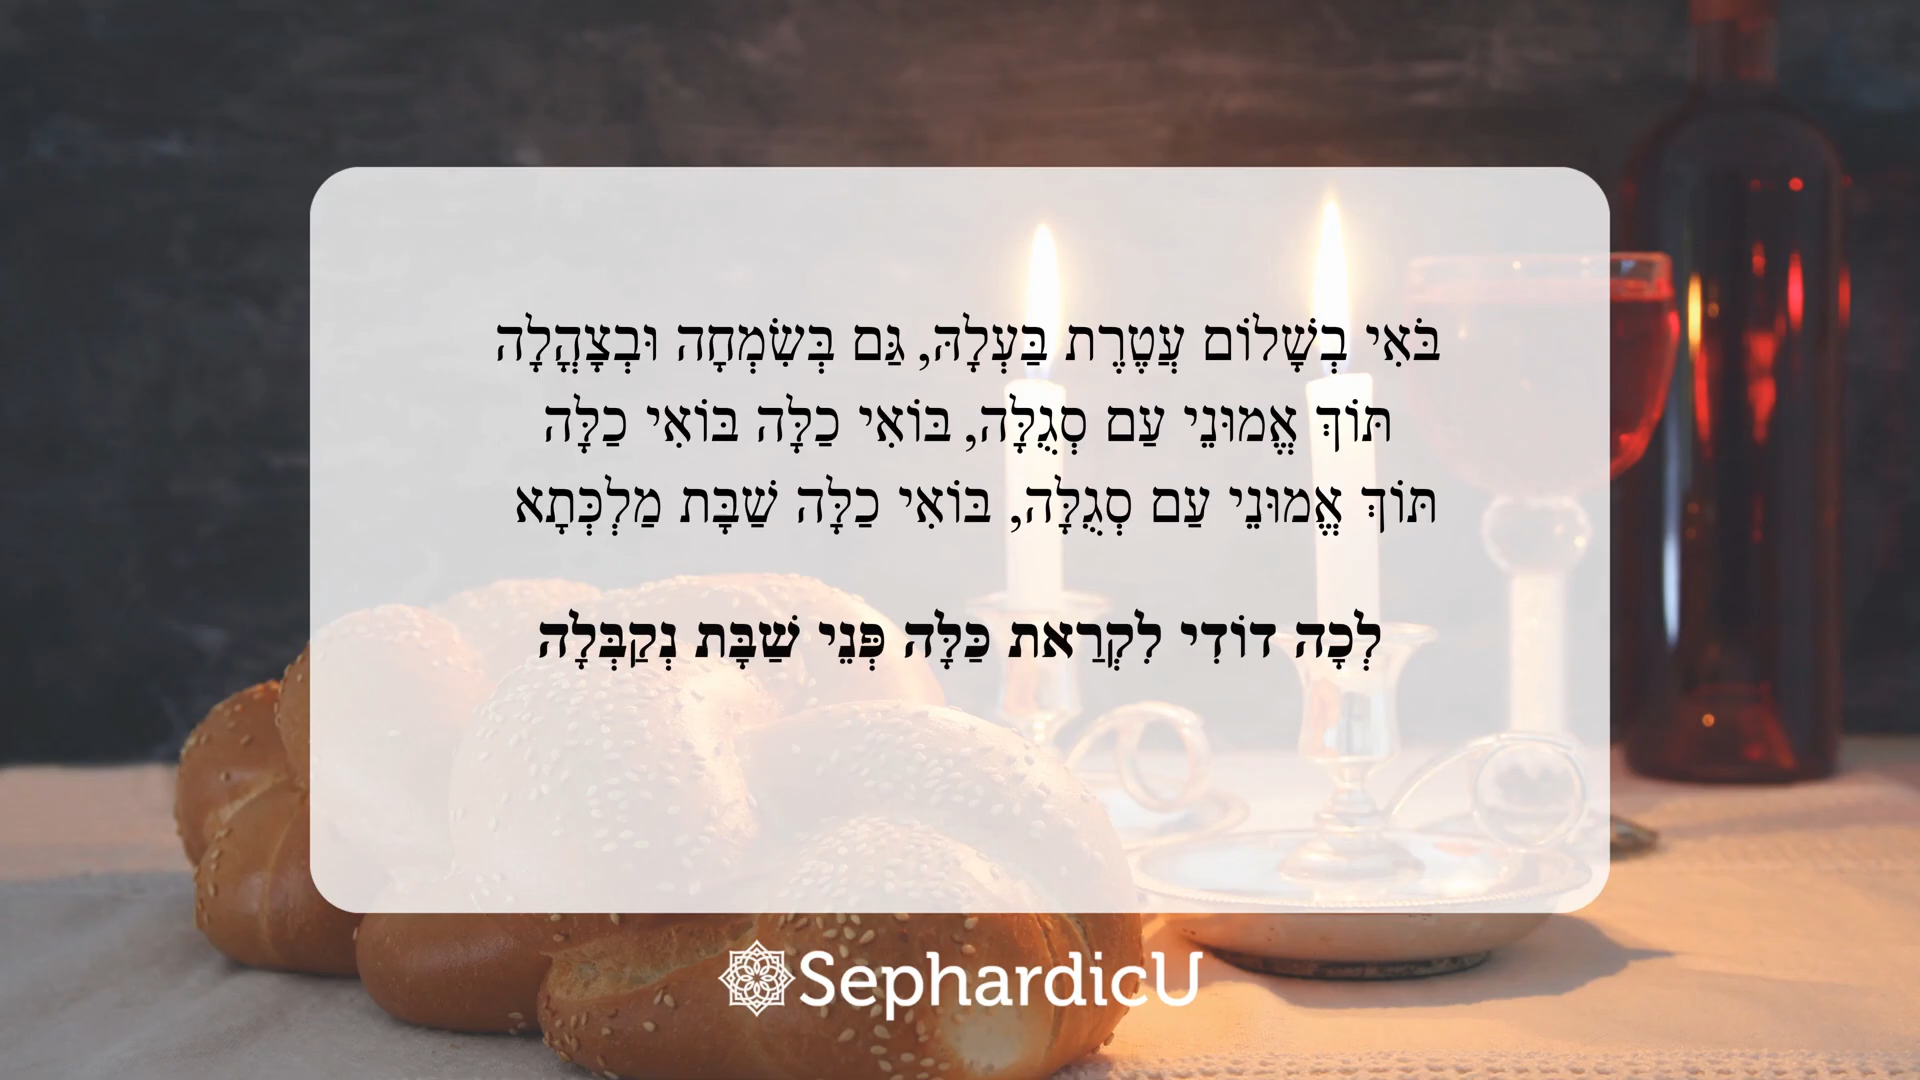 בֹּאִי בְשָׁלוֹם עֲטֶרֶת בַּעְלָהּ, גַּם בְּשִׂמְחָה וּבְצָהֳלָה
תּוֹךְ אֱמוּנֵי עַם סְגֻלָּה, בּוֹאִי כַלָּה בּוֹאִי כַלָּה
תּוֹךְ אֱמוּנֵי עַם סְגֻלָּה, בּוֹאִי כַלָּה שַׁבָּת מַלְכְּתָא
לְכָה דוֹדִי לִקְרַאת כַּלָּה פְּנֵי שַׁבָּת נְקַבְּלָה
SephardicU